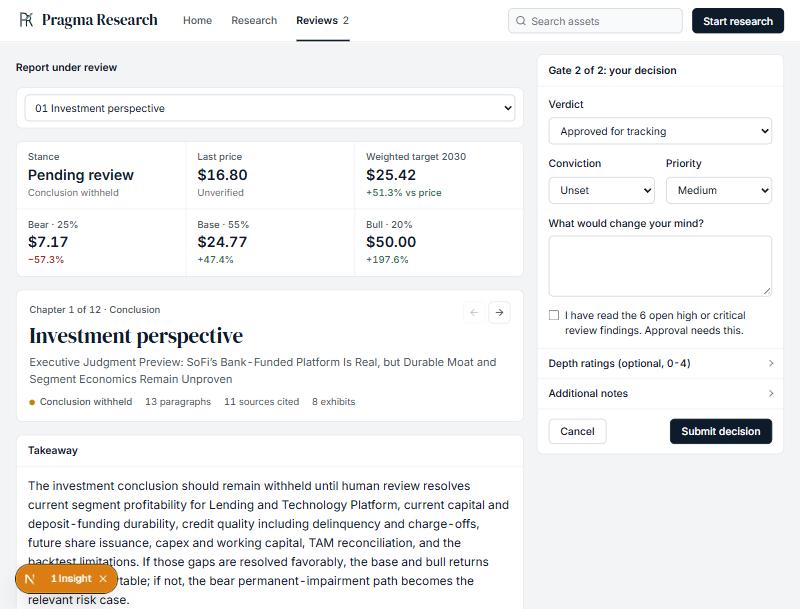 Pragma Research
Home
Research
Reviews 2
Search assets
Start research
Report under review
01 Investment perspective
Stance
Pending review
Conclusion withheld
Last price
$16.80
Unverified
Weighted target 2030
$25.42
+51.3% vs price
Bear · 25%
$7.17
−57.3%
Base · 55%
$24.77
+47.4%
Bull · 20%
$50.00
+197.6%
Chapter 1 of 12 · Conclusion
← →
Investment perspective
Executive Judgment Preview: SoFi's Bank-Funded Platform Is Real, but Durable Moat and
Segment Economics Remain Unproven
Conclusion withheld 13 paragraphs 11 sources cited 8 exhibits
Takeaway
The investment conclusion should remain withheld until human review resolves
current segment profitability for Lending and Technology Platform, current capital and
deposit-funding durability, credit quality including delinquency and charge-offs,
future share issuance, capex and working capital, TAM reconciliation, and the
backtest limitations. If those gaps are resolved favorably, the base and bull returns
table; if not, the bear permanent-impairment path becomes the
relevant risk case.
N 1 Insight ×
Gate 2 of 2: your decision
Verdict
Approved for tracking
Conviction
Priority
Unset
Medium
What would change your mind?
I have read the 6 open high or critical
review findings. Approval needs this.
Depth ratings (optional, 0-4)
Additional notes
Cancel
Submit decision